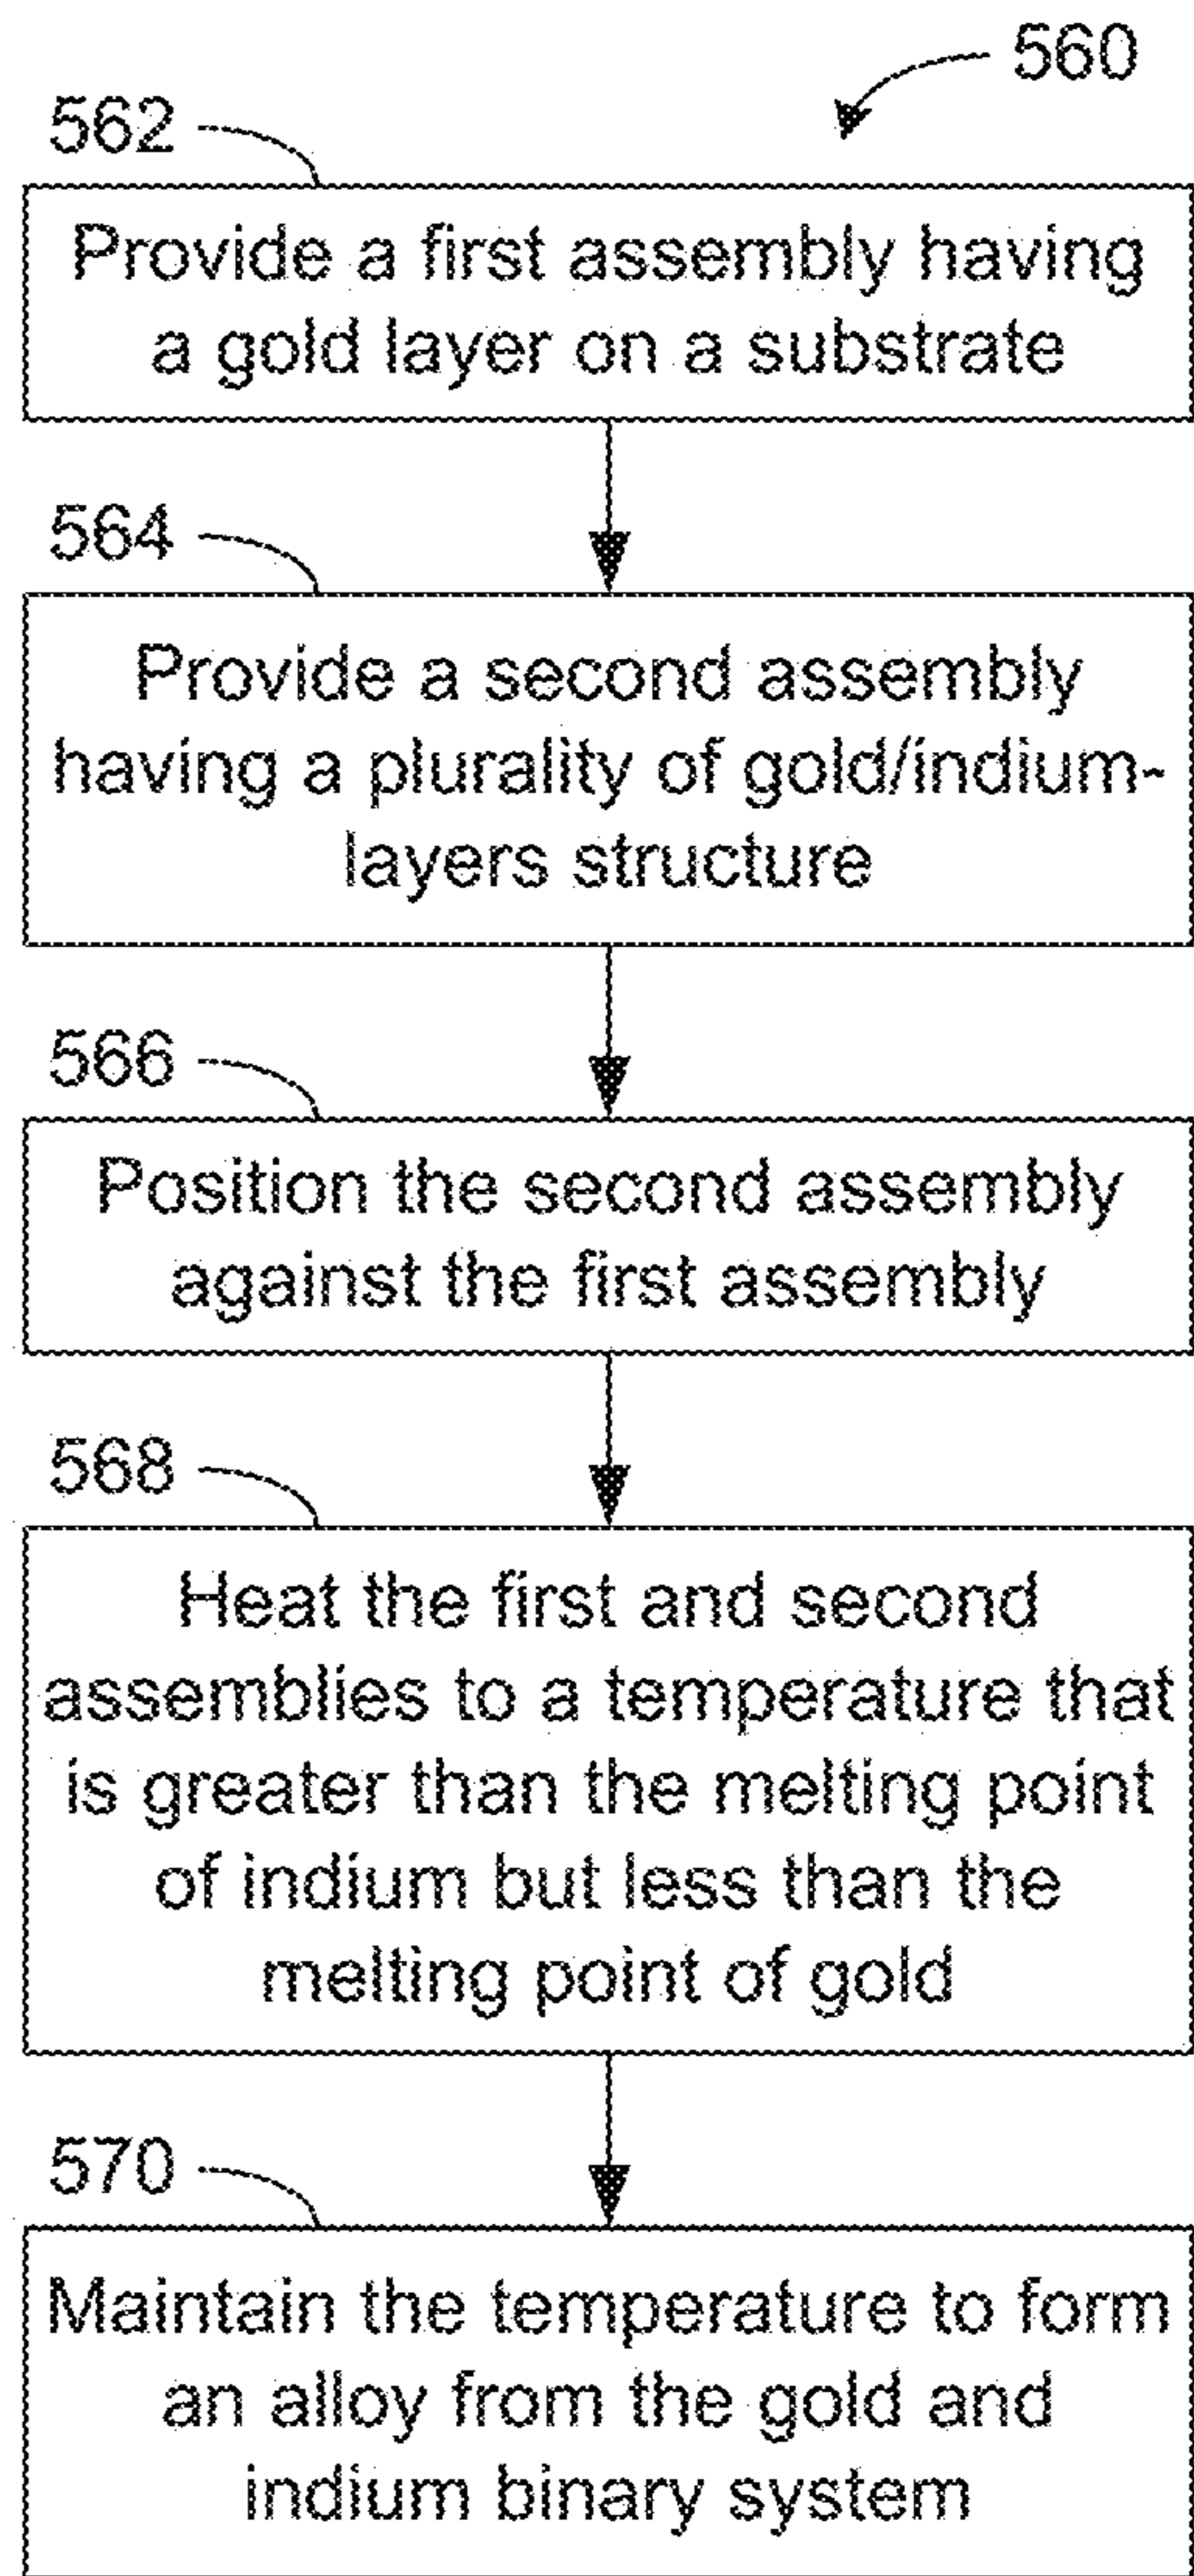 560
562
Provide a first assembly having
a gold layer on a substrate
564
Provide a second assembly
having a plurality of gold/indium-
layers structure
566
Position the second assembly
against the first assembly
568
Heat the first and second
assemblies to a temperature that
is greater than the melting point
of indium but less than the
melting point of gold
570
Maintain the temperature to form
an alloy from the gold and
indium binary system